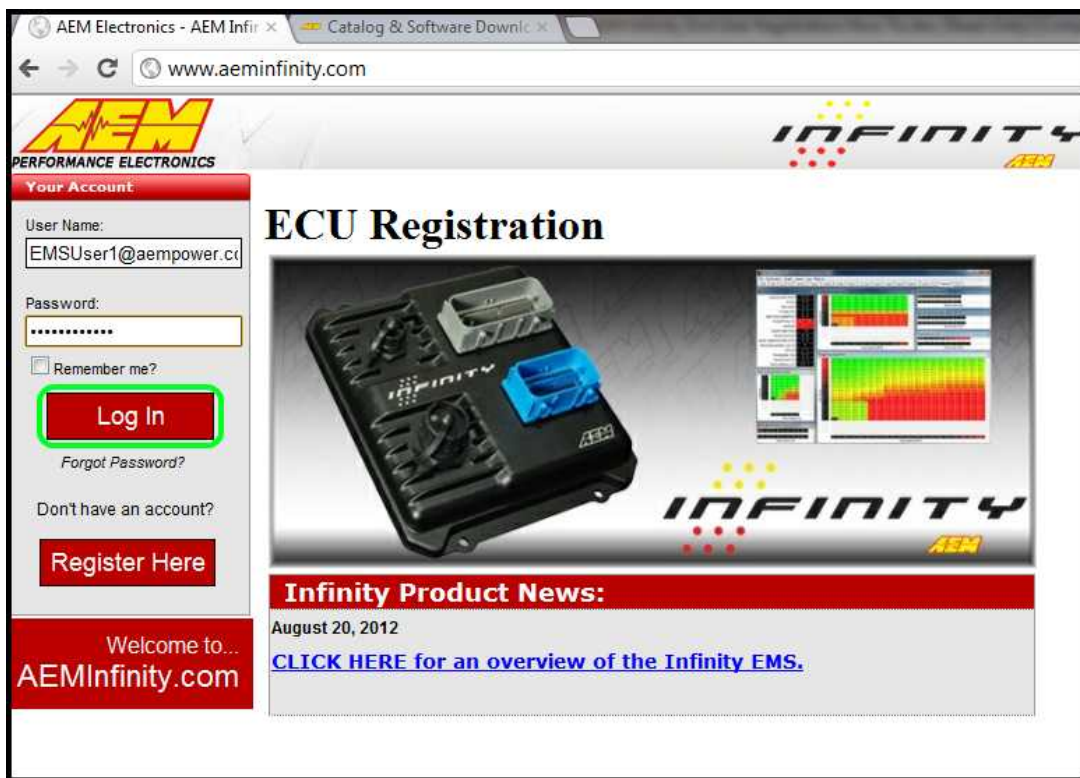 AEM Electronics - AEM Infir
Catalog & Software Downlc
www.aeminfinity.com
AEM
PERFORMANCE ELECTRONICS
INFINITY
AEM
Your Account
User Name:
EMSUser1@aempower.cc
Password:
••••••••••••
Remember me?
Log In
Forgot Password?
Don't have an account?
Register Here
Welcome to...
AEMInfinity.com
ECU Registration
INFINITY
AEM
INFINITY
AEM
Infinity Product News:
August 20, 2012
CLICK HERE for an overview of the Infinity EMS.